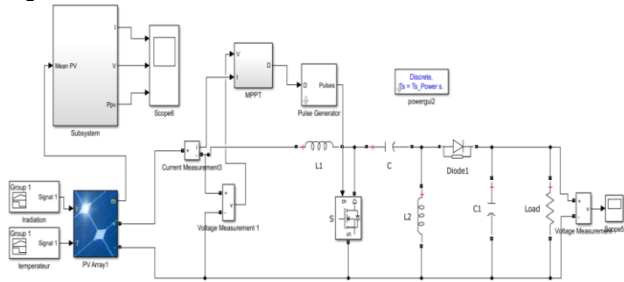 I
Mean PV
V
Ppv
Subsystem
Scope6
V
I
D
MPPT
D
Pulses
Pulse Generator
Discrete,
Ts = Ts_Power s.
powergui2
Current Measurement3
L1
C
Diode1
Group 1
Signal 1
Iradiation
Group 1
Signal 1
temperateur
PV Array1
m
T
Voltage Measurement 1
S
L2
C1
Load
Voltage Measurement
Scope5